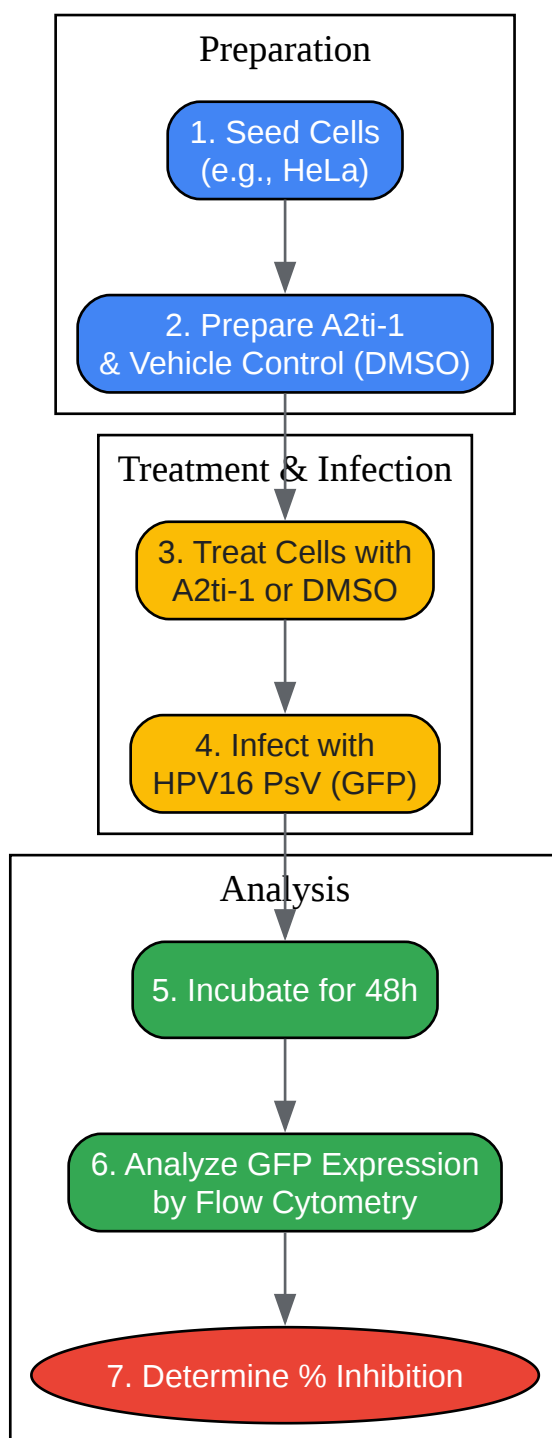 Preparation
1. Seed Cells
(e.g., HeLa)
2. Prepare A2ti-1
& Vehicle Control (DMSO)
Treatment & Infection
3. Treat Cells with
A2ti-1 or DMSO
4. Infect with
HPV16 PsV (GFP)
Analysis
5. Incubate for 48h
6. Analyze GFP Expression
by Flow Cytometry
7. Determine % Inhibition